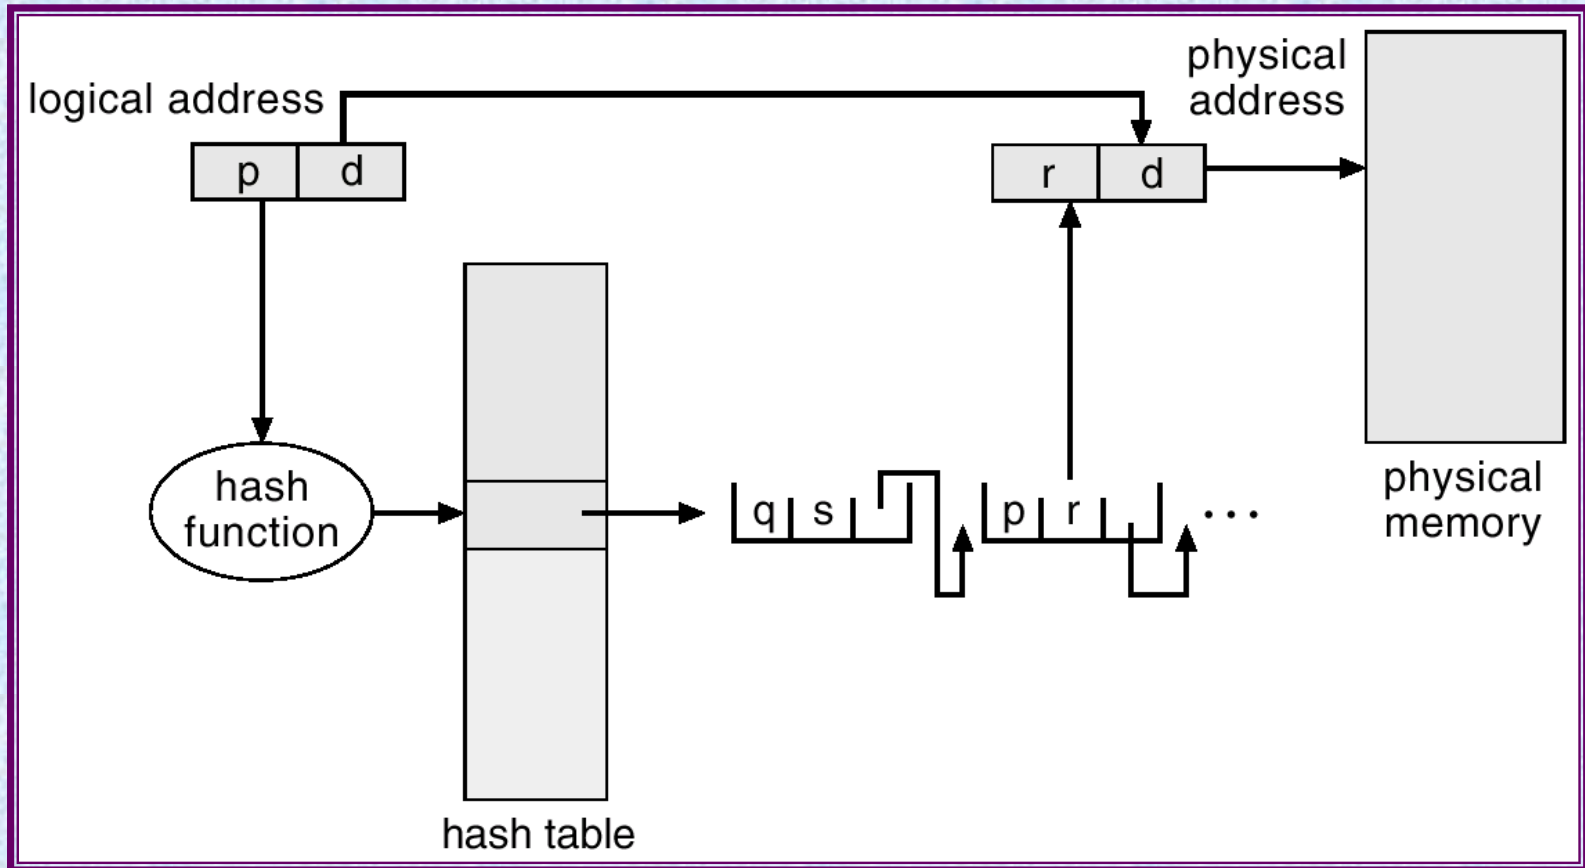 logical address
p d
physical
address
r d
hash
function
q s
p r
...
physical
memory
hash table